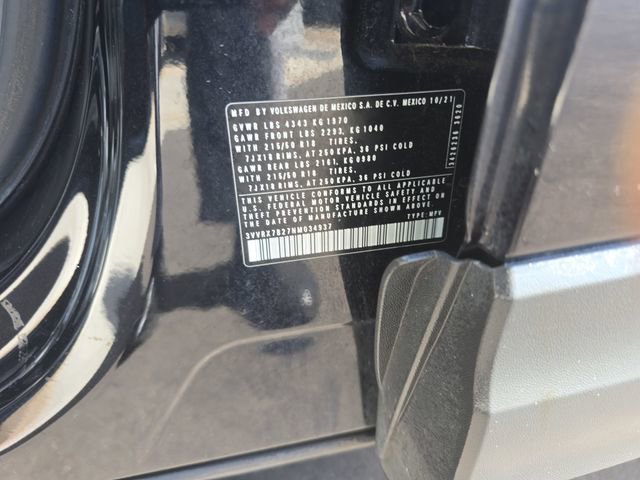 MFD BY VOLKSWAGEN DE MEXICO S.A. DE C.V. MEXICO 10/21
GVWR LBS 4343 KG 1970
GAWR FRONT LBS 2293, KG 1040
WITH 215/50 R18 TIRES,
7JX18 RIMS, AT 250 KPA, 36 PSI COLD
GAWR REAR LBS 2161, KG 0980
WITH 215/50 R18 TIRES,
7JX18 RIMS, AT 250 KPA, 36 PSI COLD
THIS VEHICLE CONFORMS TO ALL APPLICABLE
U.S. FEDERAL MOTOR VEHICLE SAFETY AND
THEFT PREVENTION STANDARDS IN EFFECT ON
THE DATE OF MANUFACTURE SHOWN ABOVE.
3VVRX7B27NM034937 TYPE: MPV
3426236 3620